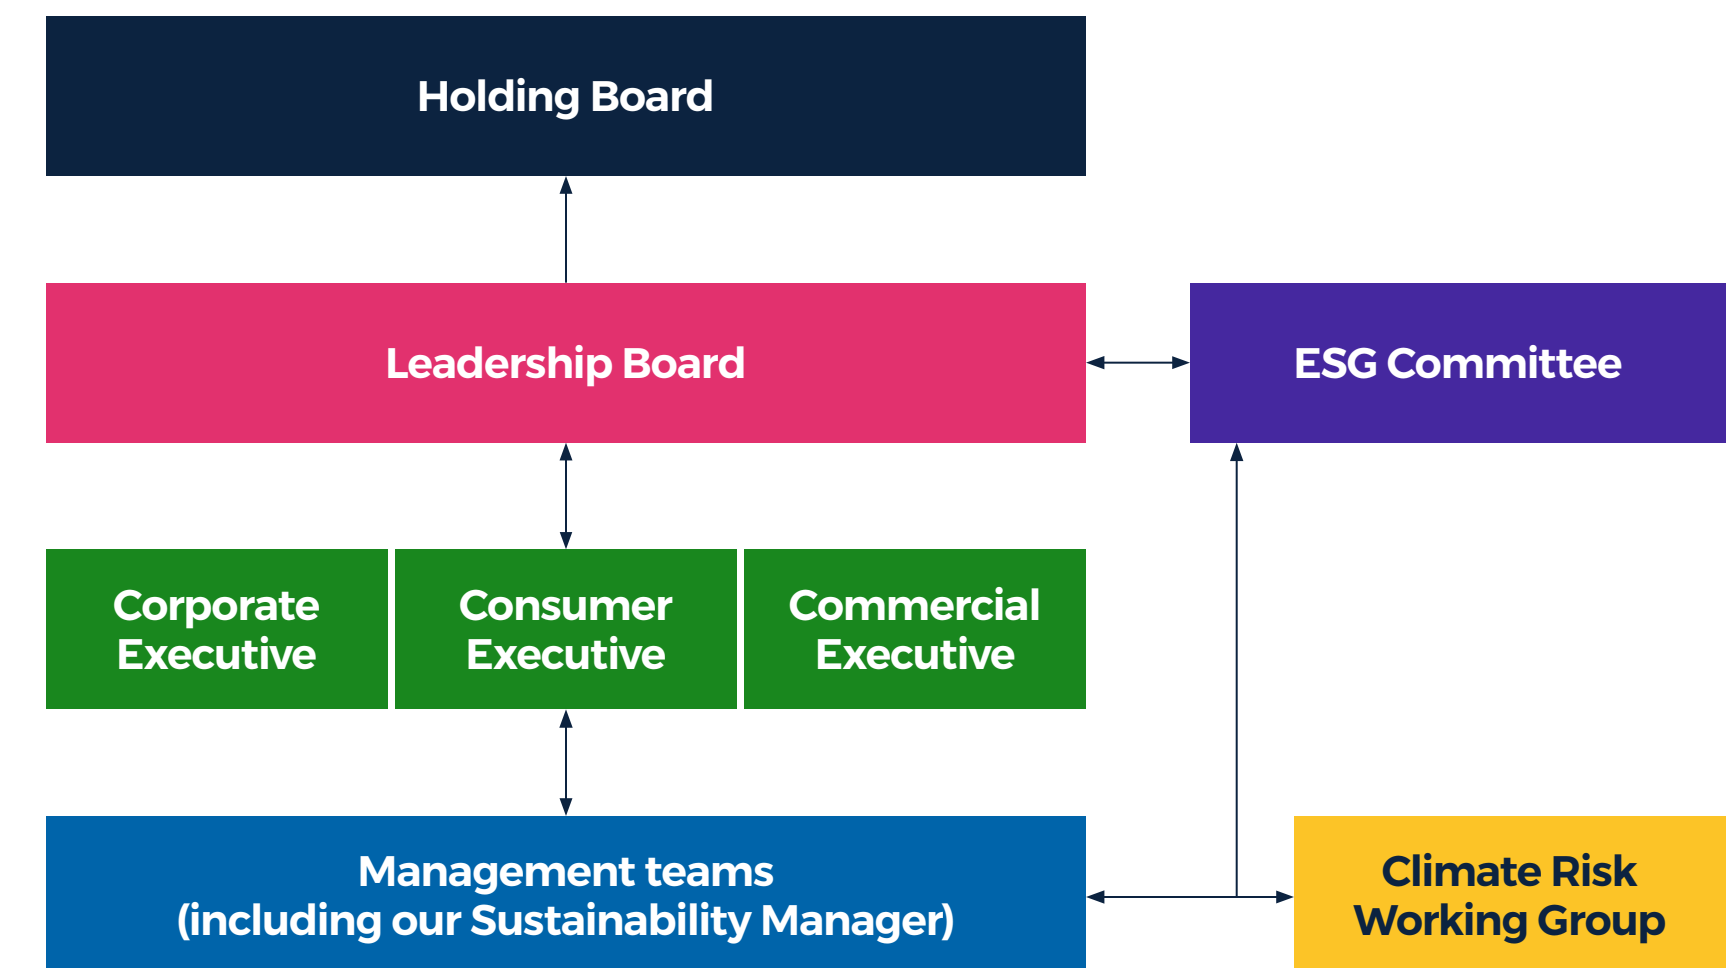 Holding Board
Leadership Board
ESG Committee
Corporate
Executive
Consumer
Executive
Commercial
Executive
Management teams
(including our Sustainability Manager)
Climate Risk
Working Group